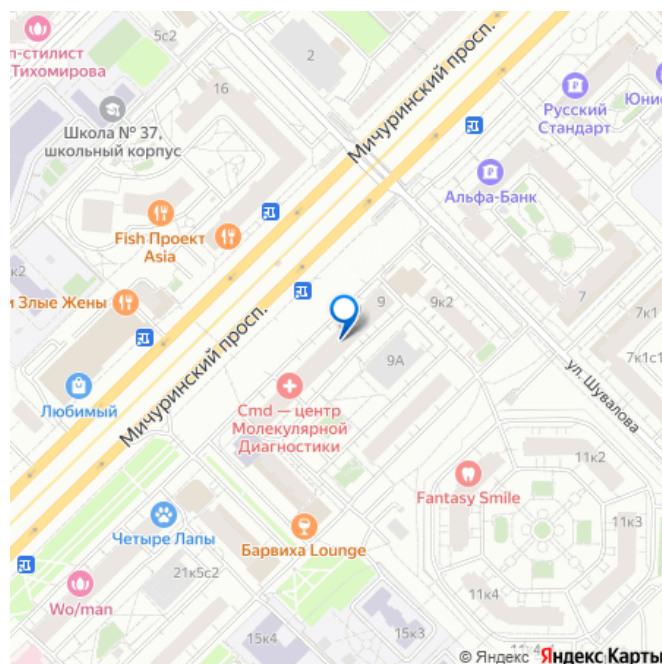 5с2
п-стилист
Тихомирова
2
16
Мичуринский просп.
Школа № 37,
школьный корпус
Русский
Стандарт
Юнис
Альфа-Банк
Fish Проект
Asia
к2
и Злые Жены
9
9к2
7
7к1
9А
7к1с1
Мичуринский просп.
ул. Шувалова
Любимый
Cmd — центр
Молекулярной
Диагностики
11к2
Fantasy Smile
11к3
Четыре Лапы
Барвиха Lounge
21к5с2
Wo/man
11к4
15к4
15к3
© Яндекс Яндекс Карты